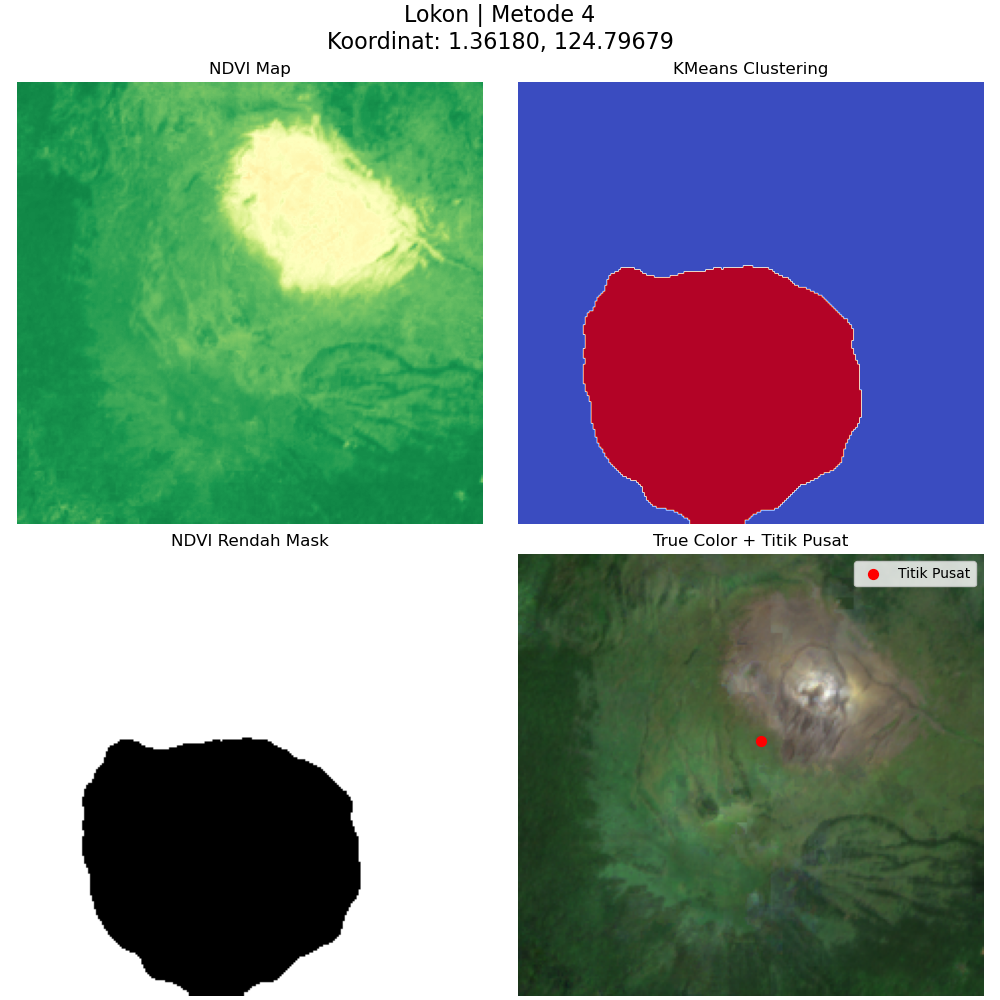 Lokon | Metode 4
Koordinat: 1.36180, 124.79679
NDVI Map
KMeans Clustering
NDVI Rendah Mask
True Color + Titik Pusat
Titik Pusat